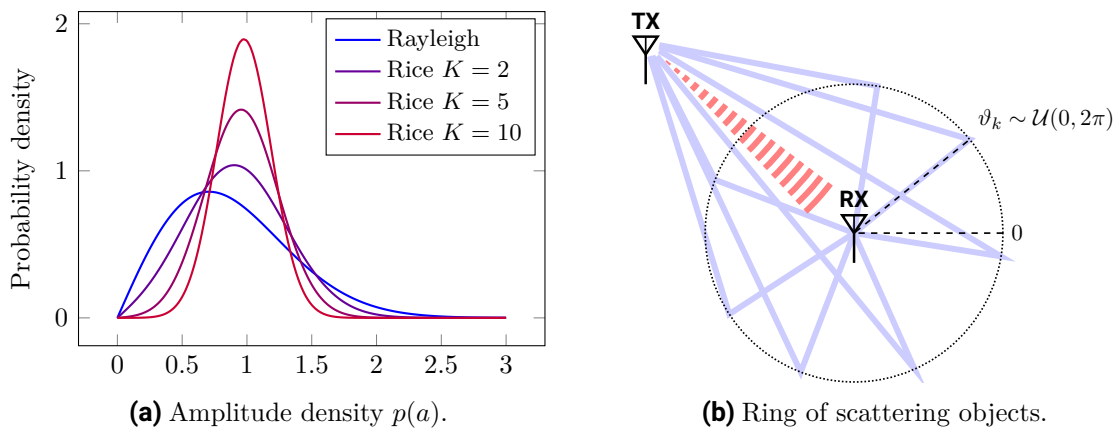 Probability density
2
1
0
0 0.5 1 1.5 2 2.5 3
Rayleigh
Rice K = 2
Rice K = 5
Rice K = 10
(a) Amplitude density p(a).
TX
ϑ_k ∼ 𝒰(0, 2π)
RX
0
(b) Ring of scattering objects.